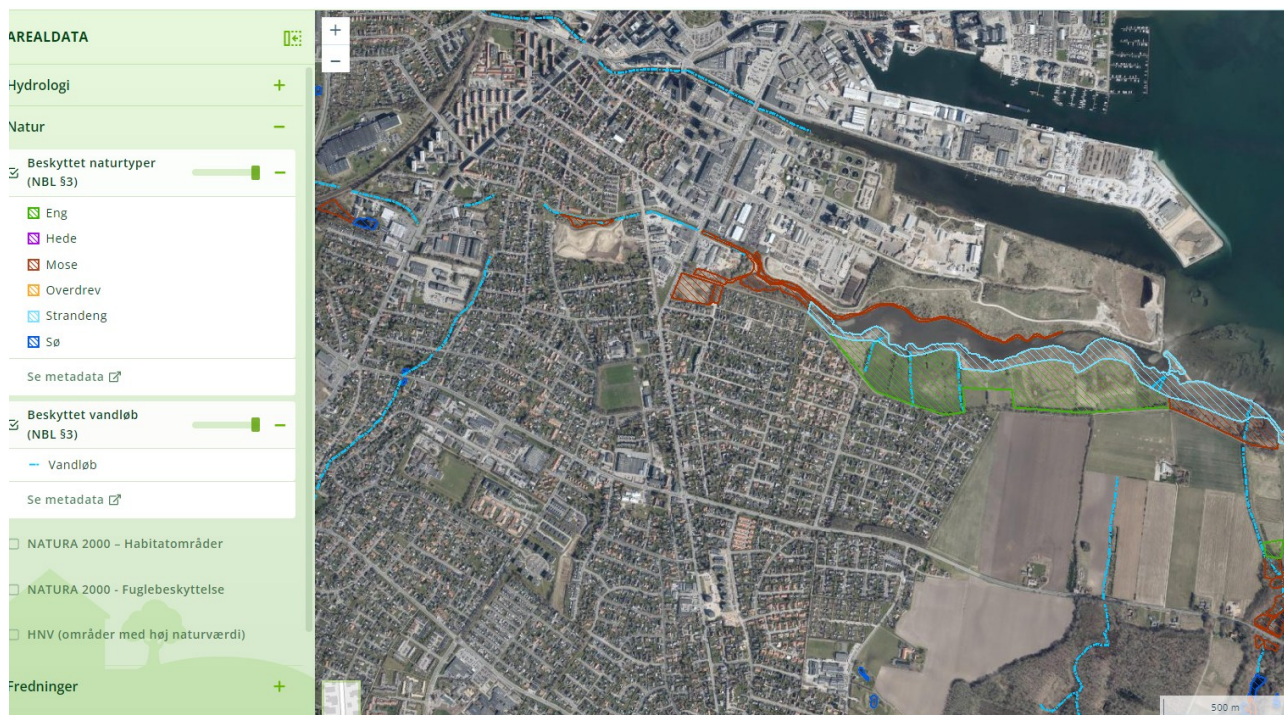 AREALDATA
Hydrologi
Natur
Beskyttet naturtyper
(NBL §3)
Eng
Hede
Mose
Overdrev
Strandeng
Sø
Se metadata
Beskyttet vandløb
(NBL §3)
Vandløb
Se metadata
NATURA 2000 – Habitatområder
NATURA 2000 - Fuglebeskyttelse
HNV (områder med høj naturværdi)
Fredninger
+
−
500 m